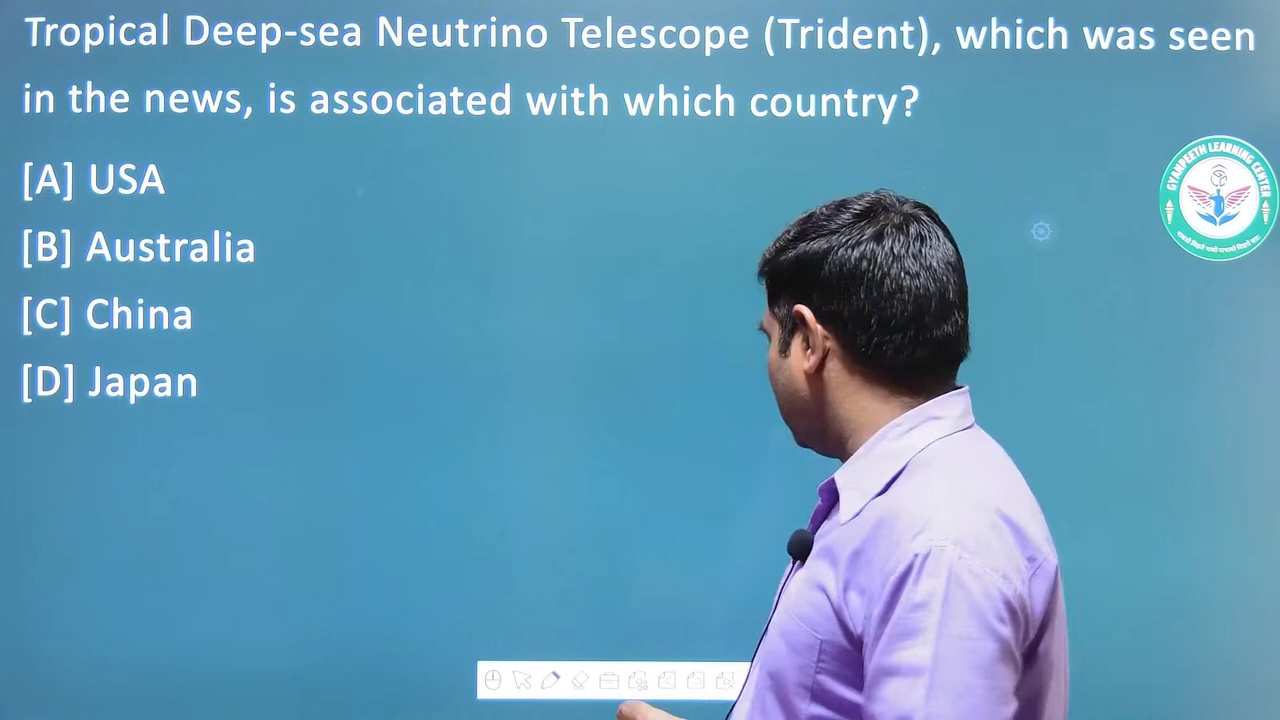 Tropical Deep-sea Neutrino Telescope (Trident), which was seen
in the news, is associated with which country?
[A] USA
[B] Australia
[C] China
[D] Japan
GYANPEETH LEARNING CENTER